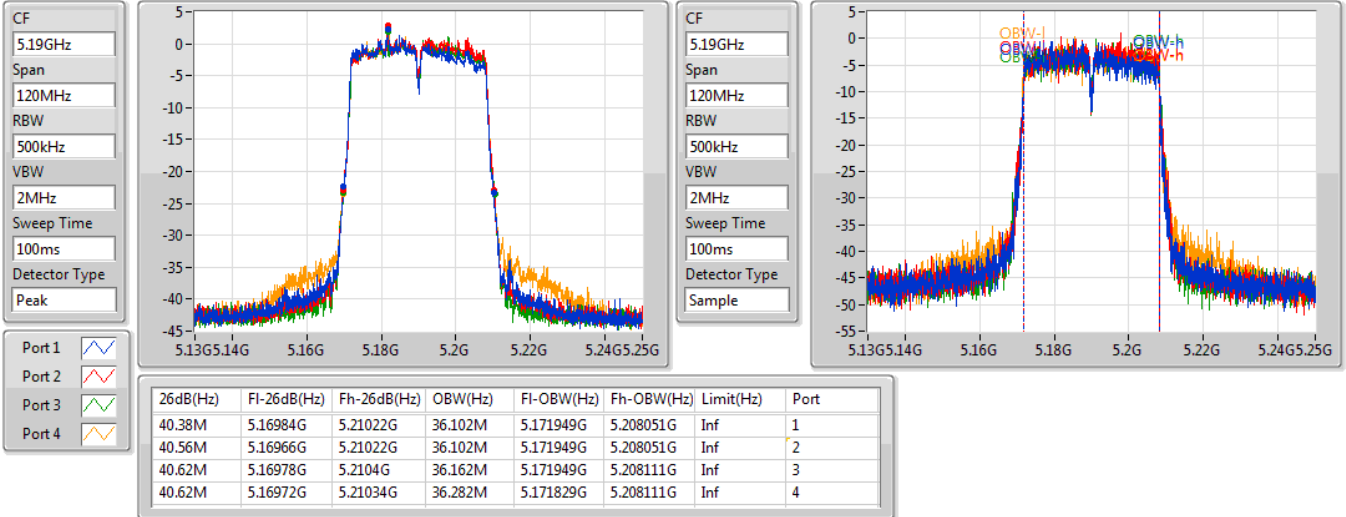 CF
5.19GHz
Span
120MHz
RBW
500kHz
VBW
2MHz
Sweep Time
100ms
Detector Type
Peak
Port 1
Port 2
Port 3
Port 4
5
0
-5
-10
-15
-20
-25
-30
-35
-40
-45
5.13G 5.14G 5.16G 5.18G 5.2G 5.22G 5.24G 5.25G
CF
5.19GHz
Span
120MHz
RBW
500kHz
VBW
2MHz
Sweep Time
100ms
Detector Type
Sample
5
0
-5
-10
-15
-20
-25
-30
-35
-40
-45
-50
-55
OBW-l
OBW-h
OBW-h
5.13G 5.14G 5.16G 5.18G 5.2G 5.22G 5.24G 5.25G
26dB(Hz) Fl-26dB(Hz) Fh-26dB(Hz) OBW(Hz) Fl-OBW(Hz) Fh-OBW(Hz) Limit(Hz) Port
40.38M 5.16984G 5.21022G 36.102M 5.171949G 5.208051G Inf 1
40.56M 5.16966G 5.21022G 36.102M 5.171949G 5.208051G Inf 2
40.62M 5.16978G 5.2104G 36.162M 5.171949G 5.208111G Inf 3
40.62M 5.16972G 5.21034G 36.282M 5.171829G 5.208111G Inf 4